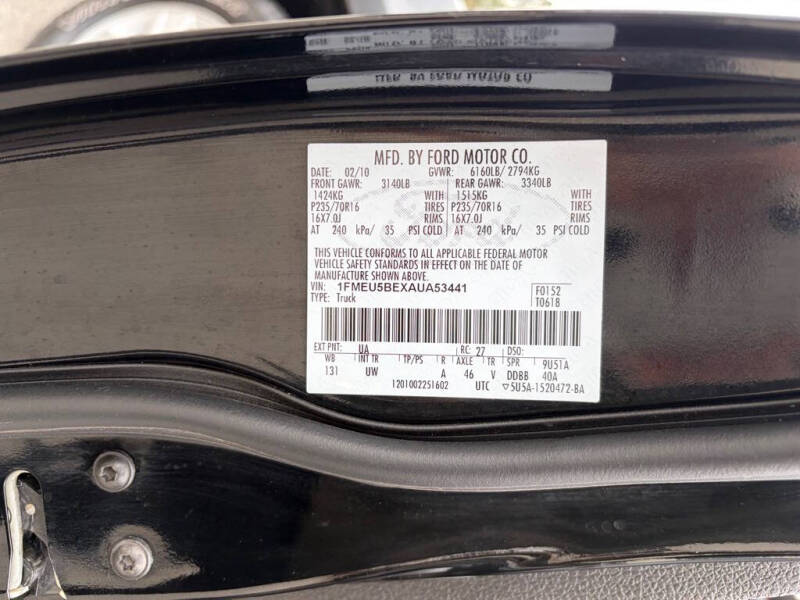 MFD. BY FORD MOTOR CO.
DATE: 02/10 GVWR: 6160LB/ 2794KG
FRONT GAWR: 3140LB REAR GAWR: 3340LB
1424KG WITH 1515KG WITH
P235/70R16 TIRES P235/70R16 TIRES
16X7.0J RIMS 16X7.0J RIMS
AT 240 kPa/ 35 PSI COLD AT 240 kPa/ 35 PSI COLD
THIS VEHICLE CONFORMS TO ALL APPLICABLE FEDERAL MOTOR
VEHICLE SAFETY STANDARDS IN EFFECT ON THE DATE OF
MANUFACTURE SHOWN ABOVE.
VIN: 1FMEU5BEXAUA53441 F0152
TYPE: Truck T0618
EXT PNT: UA RC: 27 DSO:
WB INT TR TP/PS R AXLE TR SPR 9U51A
131 UW A 46 V DDBB 40A
1201002251602 UTC ▽5U5A-1520472-BA